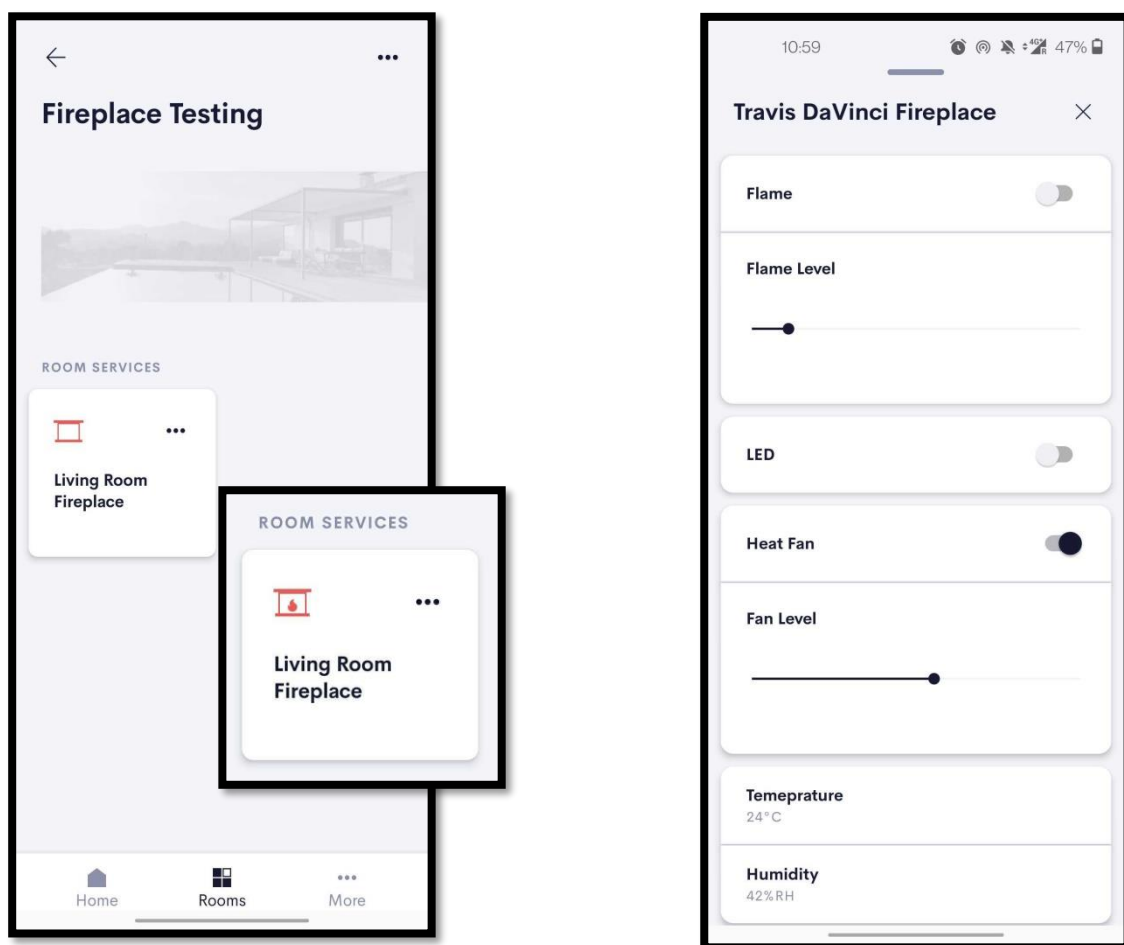 Fireplace Testing
ROOM SERVICES
Living Room
Fireplace
ROOM SERVICES
Living Room
Fireplace
Home
Rooms
More
10:59
4G
R
47%
Travis DaVinci Fireplace
Flame
Flame Level
LED
Heat Fan
Fan Level
Temeprature
24°C
Humidity
42%RH